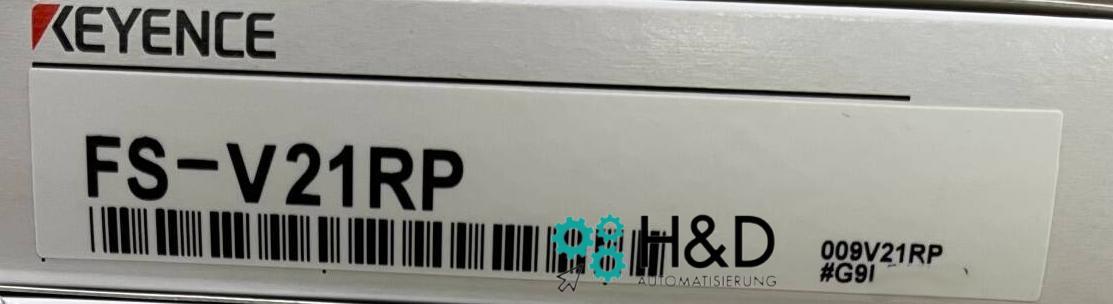 KEYENCE
FS-V21RP
H&D
AUTOMATISIERUNG
009V21RP
#G9I